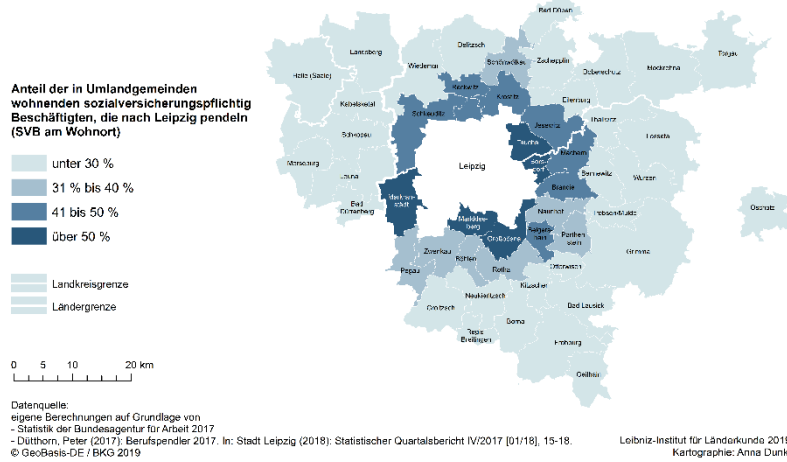 Bad Düben
Landsberg
Delitzsch
Halle (Saale)
Wiedemar
Schönwölkau
Zschepplin
Torgau
Mockrehna
Doberschütz
Anteil der in Umlandgemeinden
wohnenden sozialversicherungspflichtig
Beschäftigten, die nach Leipzig pendeln
(SVB am Wohnort)
Rackwitz
Krostitz
Eilenburg
Kabelsketal
Schkeuditz
Jesewitz
Thallwitz
Schkopau
Taucha
Lossatal
unter 30 %
Leipzig
Machern
Merseburg
Borsdorf
Bennewitz
Wurzen
Leuna
31 % bis 40 %
Brandis
Markranstädt
Bad
Dürrenberg
Naunhof
Trebsen/Mulde
Oschatz
41 bis 50 %
Markkleeberg
Großpösna
Belgershain
Parthenstein
über 50 %
Zwenkau
Grimma
Böhlen
Pegau
Rötha
Otterwisch
Landkreisgrenze
Kitzscher
Neukieritzsch
Bad Lausick
Ländergrenze
Groitzsch
Borna
Regis-
Breitingen
Frohburg
0 5 10 20 km
Geithain
Datenquelle:
eigene Berechnungen auf Grundlage von
- Statistik der Bundesagentur für Arbeit 2017
- Dütthorn, Peter (2017): Berufspendler 2017. In: Stadt Leipzig (2018): Statistischer Quartalsbericht IV/2017 [01/18], 15-18.
© GeoBasis-DE / BKG 2019
Leibniz-Institut für Länderkunde 2019
Kartographie: Anna Dunk